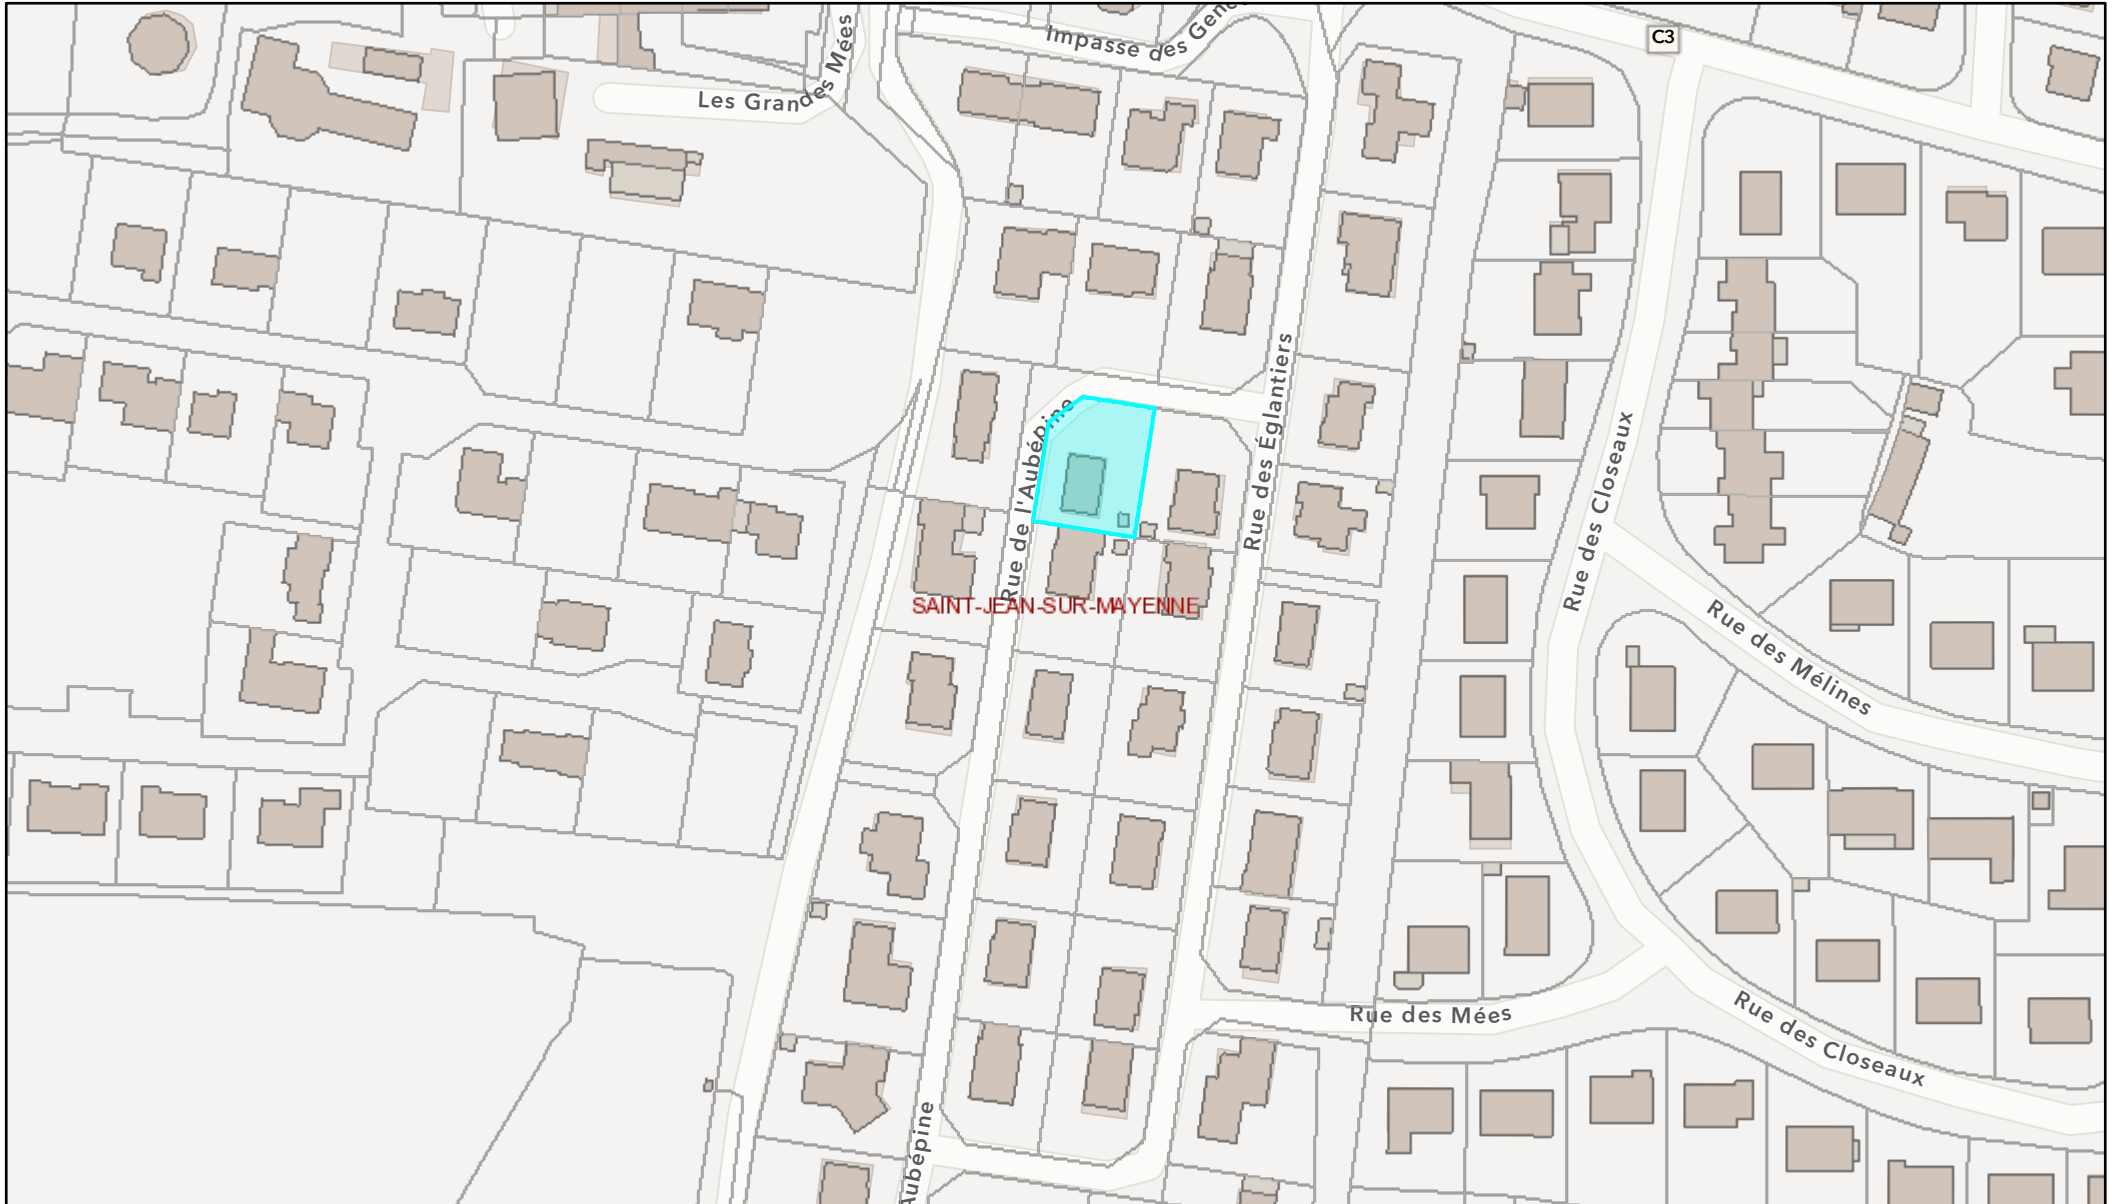 Impasse des Gené
C3
Les Grandes Mées
Rue de l'Aubépine
Rue des Églantiers
Rue des Closeaux
SAINT-JEAN-SUR-MAYENNE
Rue des Mélines
Rue des Mées
Rue des Closeaux
Aubépine